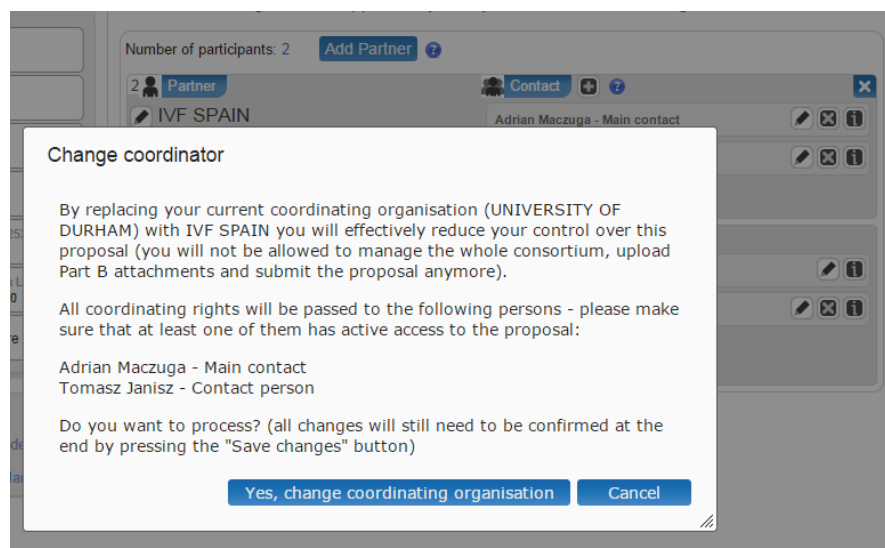 Number of participants: 2 Add Partner ?
2 Partner Contact
IVF SPAIN
Adrian Maczuga - Main contact
Change coordinator
By replacing your current coordinating organisation (UNIVERSITY OF
DURHAM) with IVF SPAIN you will effectively reduce your control over this
proposal (you will not be allowed to manage the whole consortium, upload
Part B attachments and submit the proposal anymore).
All coordinating rights will be passed to the following persons - please make
sure that at least one of them has active access to the proposal:
Adrian Maczuga - Main contact
Tomasz Janisz - Contact person
Do you want to process? (all changes will still need to be confirmed at the
end by pressing the "Save changes" button)
Yes, change coordinating organisation Cancel